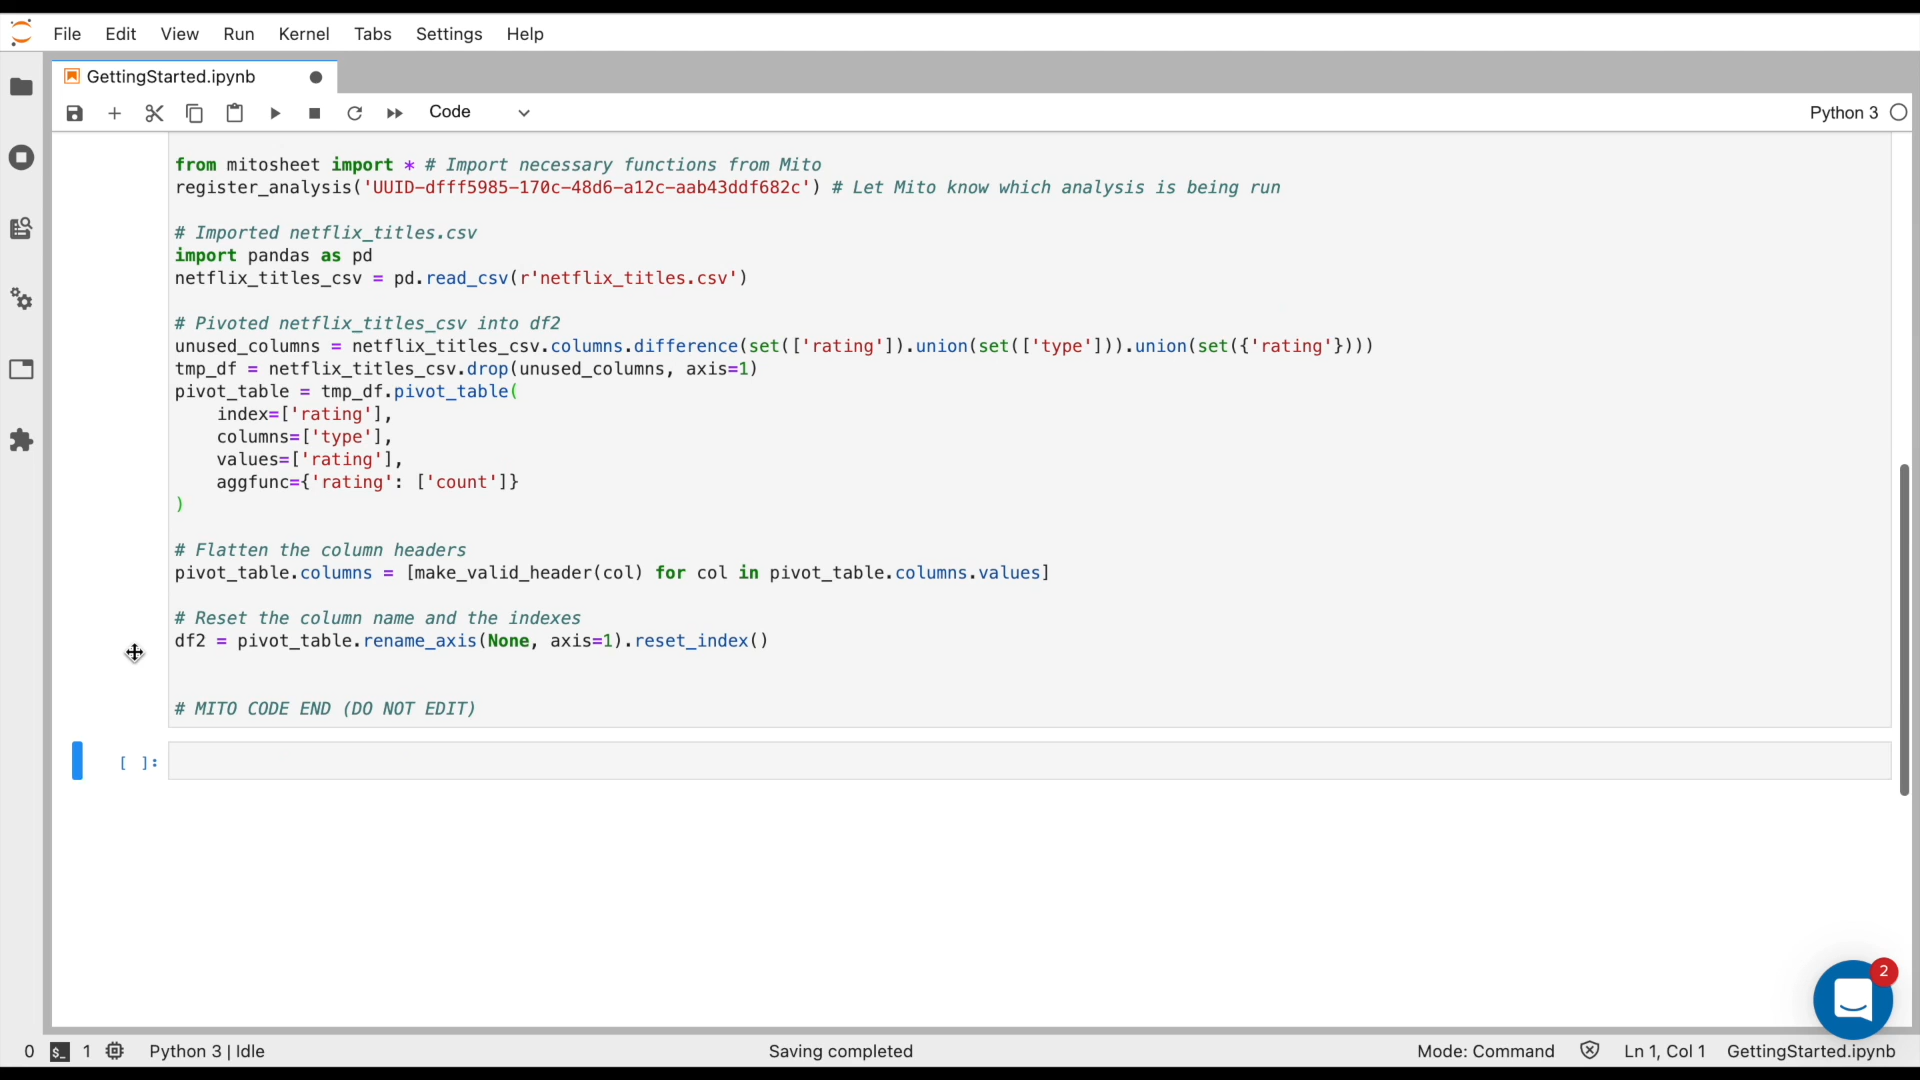 File Edit View Run Kernel Tabs Settings Help
GettingStarted.ipynb
Code
Python 3
from mitosheet import * # Import necessary functions from Mito
register_analysis('UUID-dfff5985-170c-48d6-a12c-aab43ddf682c') # Let Mito know which analysis is being run
# Imported netflix_titles.csv
import pandas as pd
netflix_titles_csv = pd.read_csv(r'netflix_titles.csv')
# Pivoted netflix_titles_csv into df2
unused_columns = netflix_titles_csv.columns.difference(set(['rating']).union(set(['type'])).union(set({'rating'})))
tmp_df = netflix_titles_csv.drop(unused_columns, axis=1)
pivot_table = tmp_df.pivot_table(
    index=['rating'],
    columns=['type'],
    values=['rating'],
    aggfunc={'rating': ['count']}
)
# Flatten the column headers
pivot_table.columns = [make_valid_header(col) for col in pivot_table.columns.values]
# Reset the column name and the indexes
df2 = pivot_table.rename_axis(None, axis=1).reset_index()
# MITO CODE END (DO NOT EDIT)
[ ]:
2
0 $_ 1 Python 3 | Idle Saving completed Mode: Command Ln 1, Col 1 GettingStarted.ipynb